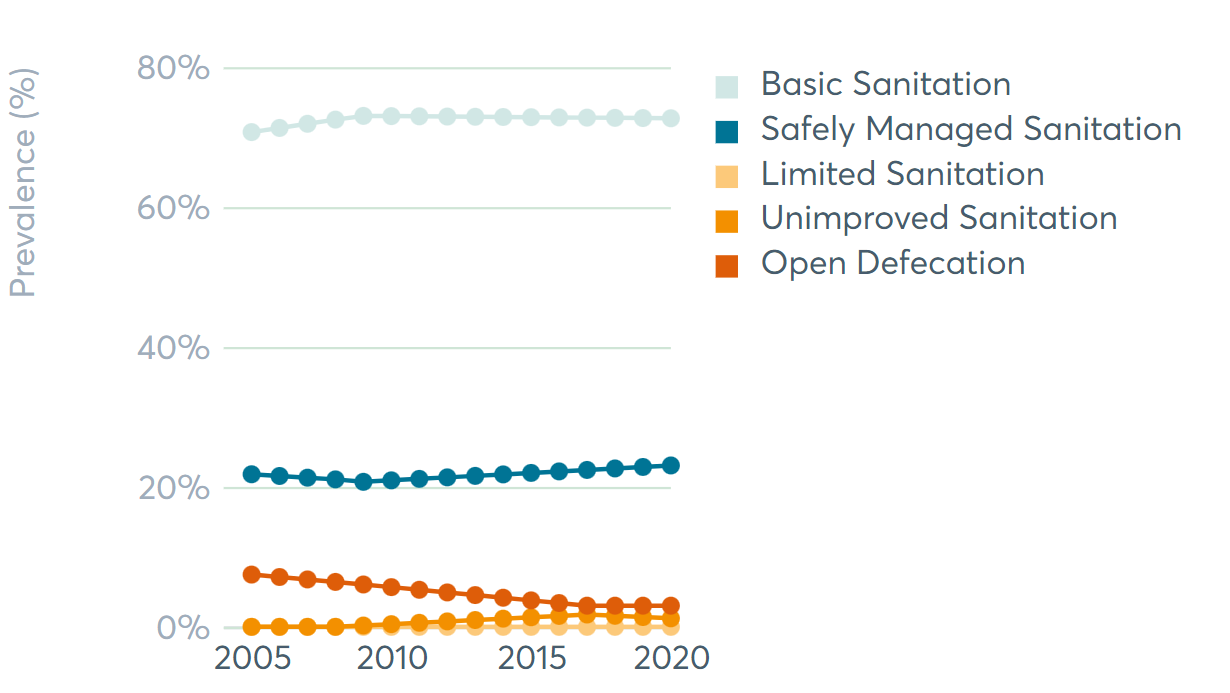 Prevalence (%)
80%
60%
40%
20%
0%
2005 2010 2015 2020
Basic Sanitation
Safely Managed Sanitation
Limited Sanitation
Unimproved Sanitation
Open Defecation